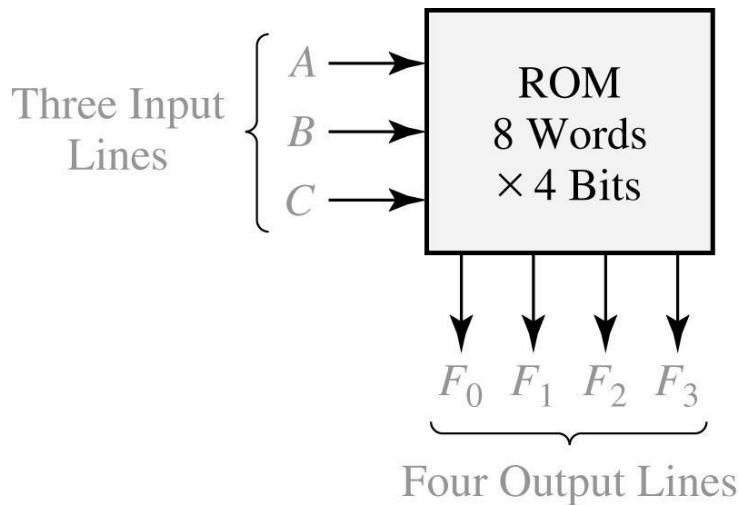 Three Input
Lines
A
B
C
ROM
8 Words
× 4 Bits
F₀ F₁ F₂ F₃
Four Output Lines